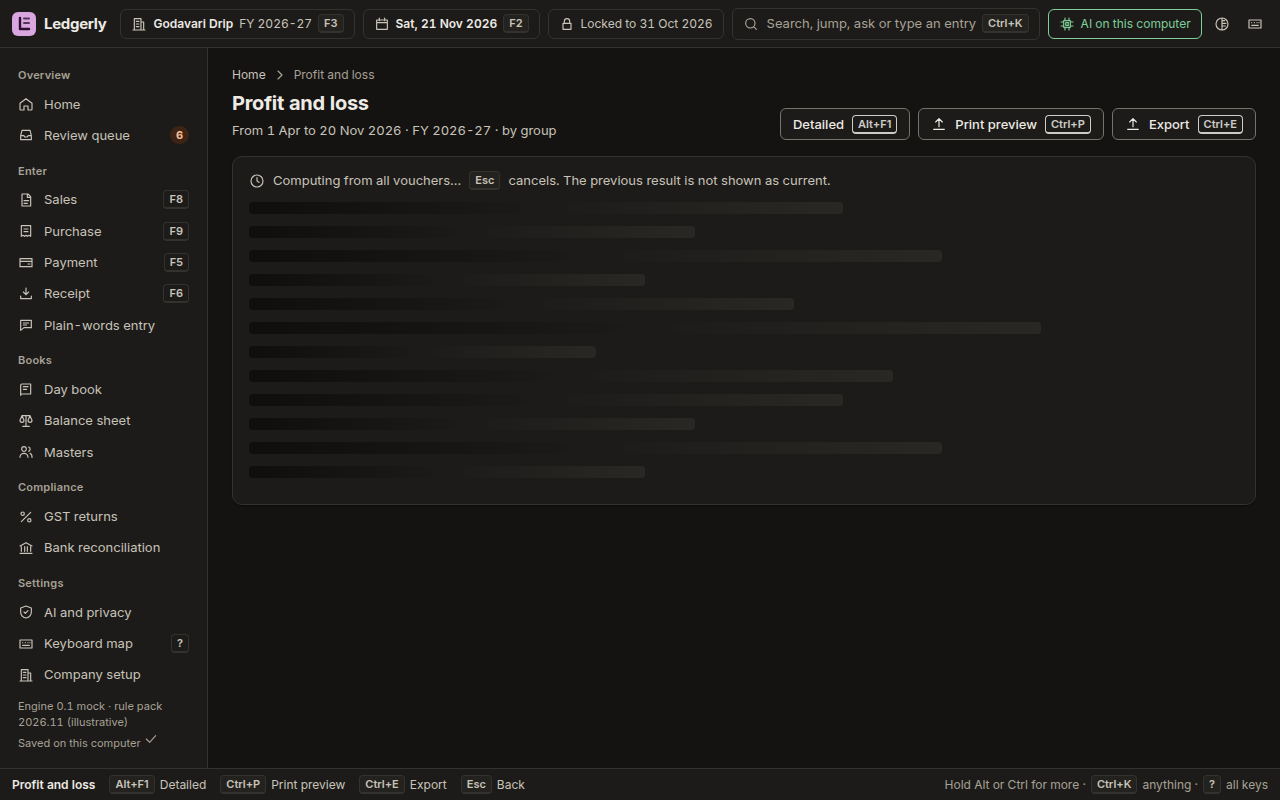 Ledgerly
Godavari Drip FY 2026-27 F3
Sat, 21 Nov 2026 F2
Locked to 31 Oct 2026
Search, jump, ask or type an entry Ctrl+K
AI on this computer
Overview
Home
Review queue 6
Enter
Sales F8
Purchase F9
Payment F5
Receipt F6
Plain-words entry
Books
Day book
Balance sheet
Masters
Compliance
GST returns
Bank reconciliation
Settings
AI and privacy
Keyboard map ?
Company setup
Engine 0.1 mock · rule pack
2026.11 (illustrative)
Saved on this computer
Home Profit and loss
Profit and loss
From 1 Apr to 20 Nov 2026 · FY 2026-27 · by group
Detailed Alt+F1
Print preview Ctrl+P
Export Ctrl+E
Computing from all vouchers... Esc cancels. The previous result is not shown as current.
Profit and loss Alt+F1 Detailed Ctrl+P Print preview Ctrl+E Export Esc Back
Hold Alt or Ctrl for more · Ctrl+K anything · ? all keys